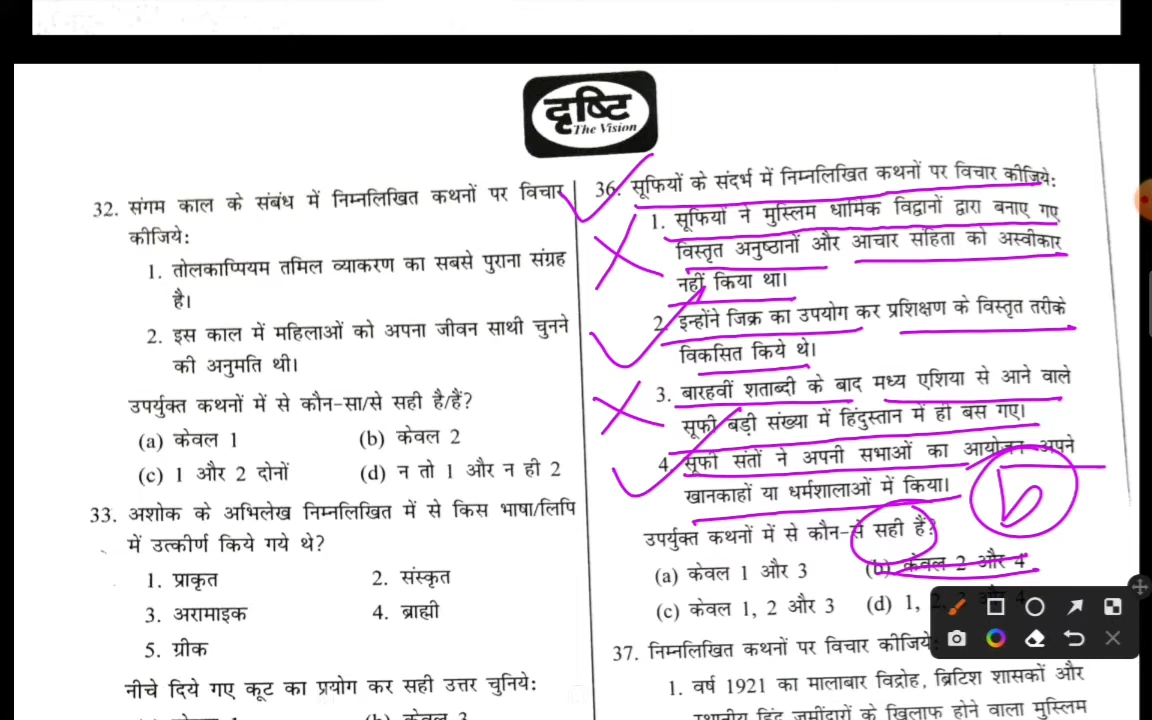 दृष्टि
The Vision
32. संगम काल के संबंध में निम्नलिखित कथनों पर विचार
कीजिये:
1. तोलकाप्पियम तमिल व्याकरण का सबसे पुराना संग्रह
है।
2. इस काल में महिलाओं को अपना जीवन साथी चुनने
की अनुमति थी।
उपर्युक्त कथनों में से कौन-सा/से सही है/हैं?
(a) केवल 1 (b) केवल 2
(c) 1 और 2 दोनों (d) न तो 1 और न ही 2
33. अशोक के अभिलेख निम्नलिखित में से किस भाषा/लिपि
में उत्कीर्ण किये गये थे?
1. प्राकृत 2. संस्कृत
3. अरामाइक 4. ब्राह्मी
5. ग्रीक
नीचे दिये गए कूट का प्रयोग कर सही उत्तर चुनिये:
36. सूफियों के संदर्भ में निम्नलिखित कथनों पर विचार कीजिये:
1. सूफियों ने मुस्लिम धार्मिक विद्वानों द्वारा बनाए गए
विस्तृत अनुष्ठानों और आचार संहिता को अस्वीकार
नहीं किया था।
2. इन्होंने जिक्र का उपयोग कर प्रशिक्षण के विस्तृत तरीके
विकसित किये थे।
3. बारहवीं शताब्दी के बाद मध्य एशिया से आने वाले
सूफी बड़ी संख्या में हिंदुस्तान में ही बस गए।
4. सूफी संतों ने अपनी सभाओं का आयोजन अपने
खानकाहों या धर्मशालाओं में किया।
b
उपर्युक्त कथनों में से कौन-से सही हैं?
(a) केवल 1 और 3 (b) केवल 2 और 4
(c) केवल 1, 2 और 3 (d) 1,
37. निम्नलिखित कथनों पर विचार कीजिये:
1. वर्ष 1921 का मालाबार विद्रोह, ब्रिटिश शासकों और
स्थानीय हिंदू जमींदारों के खिलाफ होने वाला मुस्लिम